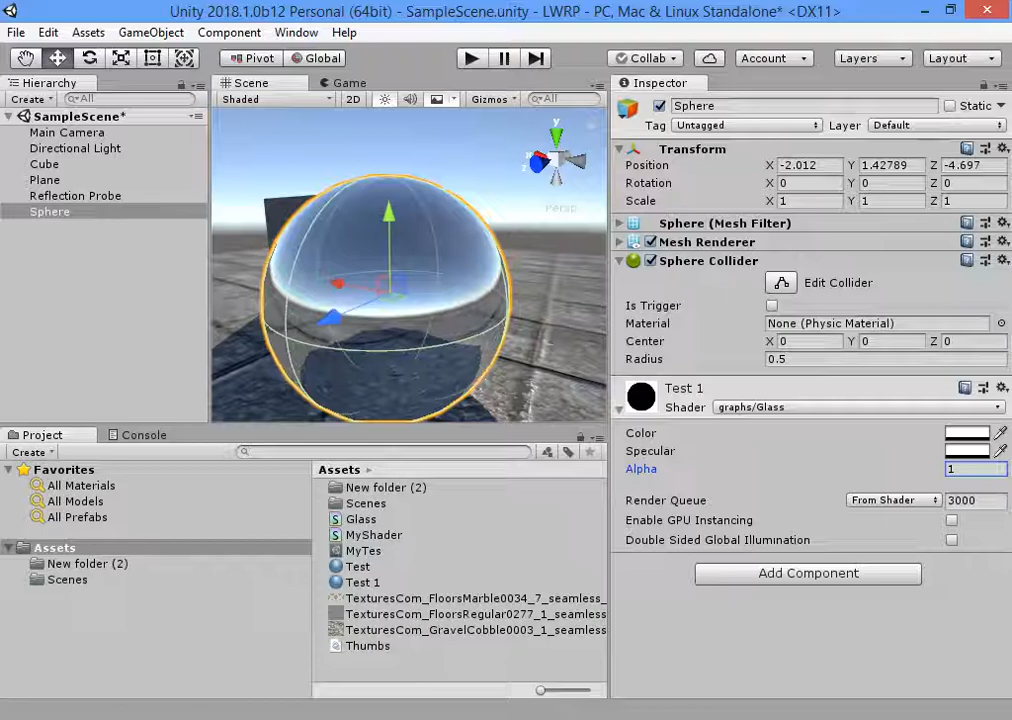 Unity 2018.1.0b12 Personal (64bit) - SampleScene.unity - LWRP - PC, Mac & Linux Standalone* <DX11>
File Edit Assets GameObject Component Window Help
Pivot Global Collab Account Layers Layout
Hierarchy
Create All
SampleScene*
Main Camera
Directional Light
Cube
Plane
Reflection Probe
Sphere
Scene Game
Shaded 2D Gizmos All
y
x
z
Persp
Inspector
Sphere Static
Tag Untagged Layer Default
Transform
Position X -2.012 Y 1.42789 Z -4.697
Rotation X 0 Y 0 Z 0
Scale X 1 Y 1 Z 1
Sphere (Mesh Filter)
Mesh Renderer
Sphere Collider
Edit Collider
Is Trigger
Material None (Physic Material)
Center X 0 Y 0 Z 0
Radius 0.5
Test 1
Shader graphs/Glass
Color
Specular
Alpha 1
Render Queue From Shader 3000
Enable GPU Instancing
Double Sided Global Illumination
Add Component
Project Console
Create
Favorites
All Materials
All Models
All Prefabs
Assets
New folder (2)
Scenes
Assets
New folder (2)
Scenes
Glass
MyShader
MyTes
Test
Test 1
TexturesCom_FloorsMarble0034_7_seamless_
TexturesCom_FloorsRegular0277_1_seamless
TexturesCom_GravelCobble0003_1_seamless
Thumbs